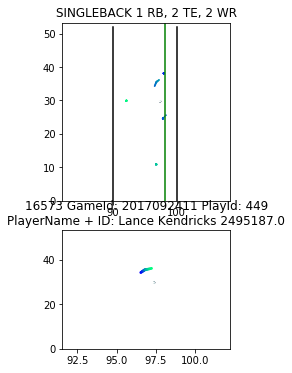 SINGLEBACK 1 RB, 2 TE, 2 WR
50
40
30
20
10
0
90 100
16573 GameId: 2017092411 PlayId: 449
PlayerName + ID: Lance Kendricks 2495187.0
40
20
0
92.5 95.0 97.5 100.0